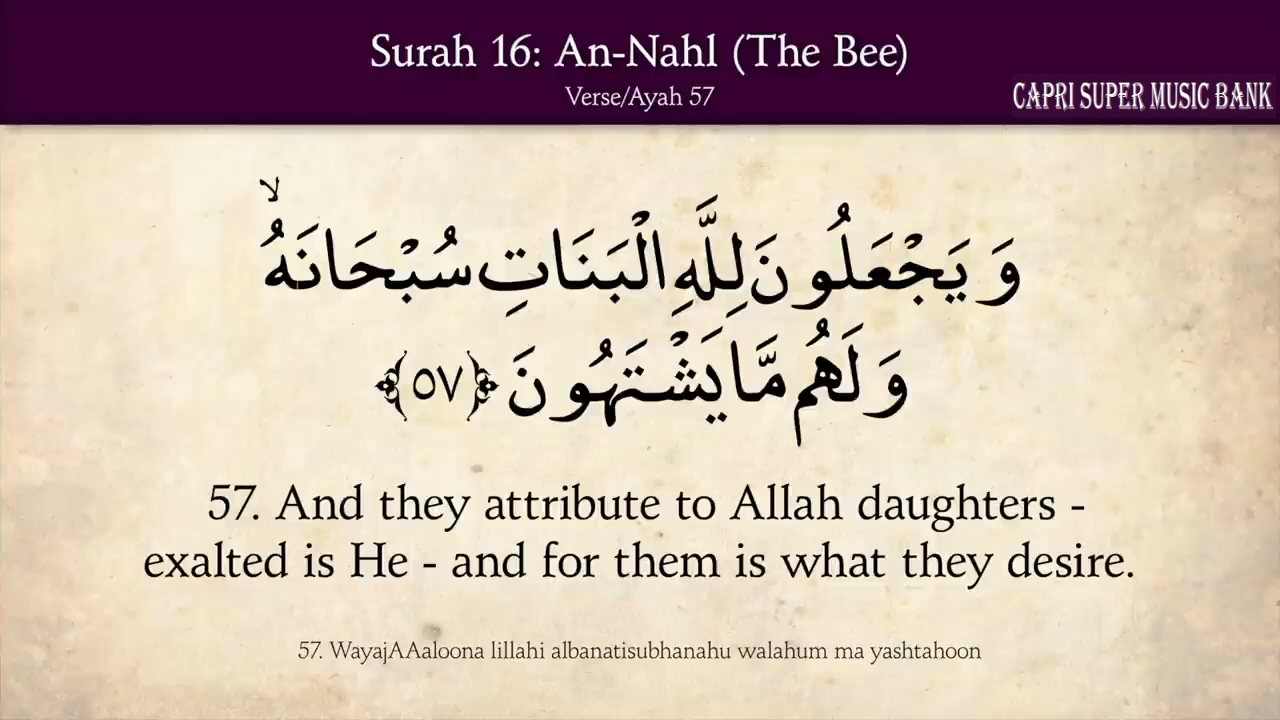 Surah 16: An-Nahl (The Bee)
Verse/Ayah 57
CAPRI SUPER MUSIC BANK
وَيَجْعَلُونَ لِلَّهِ الْبَنَاتِ سُبْحَانَهُ ۙ
وَلَهُم مَّا يَشْتَهُونَ ﴿٥٧﴾
57. And they attribute to Allah daughters -
exalted is He - and for them is what they desire.
57. WayajAAaloona lillahi albanatisubhanahu walahum ma yashtahoon